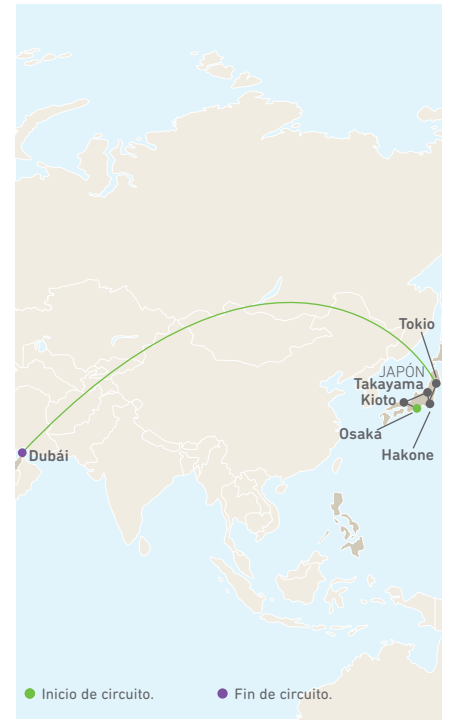 Tokio
JAPÓN
Takayama
Kioto
Osaka
Hakone
Dubái
Inicio de circuito.
Fin de circuito.